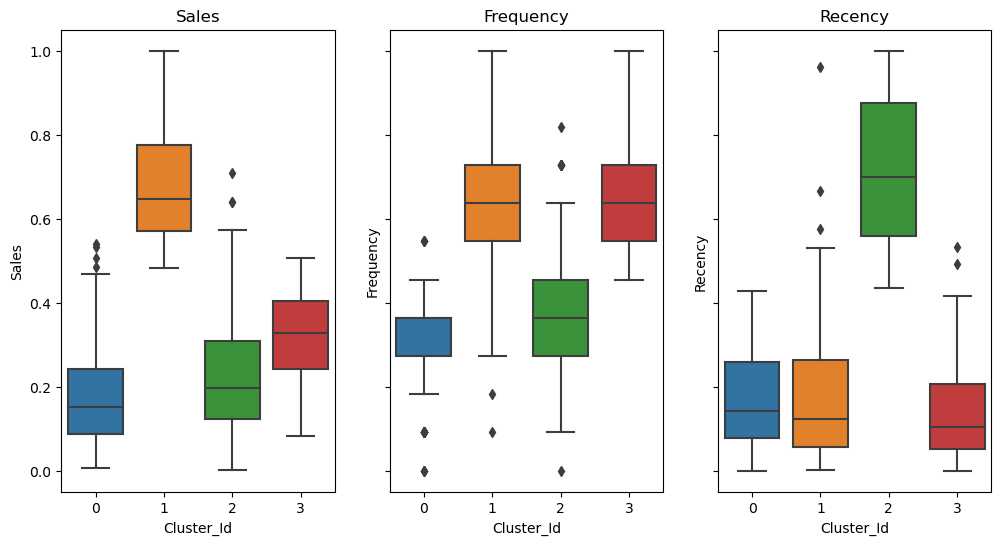 Sales
Frequency
Recency
1.0
0.8
0.6
0.4
0.2
0.0
Sales
Frequency
Recency
0 1 2 3
0 1 2 3
0 1 2 3
Cluster_Id
Cluster_Id
Cluster_Id